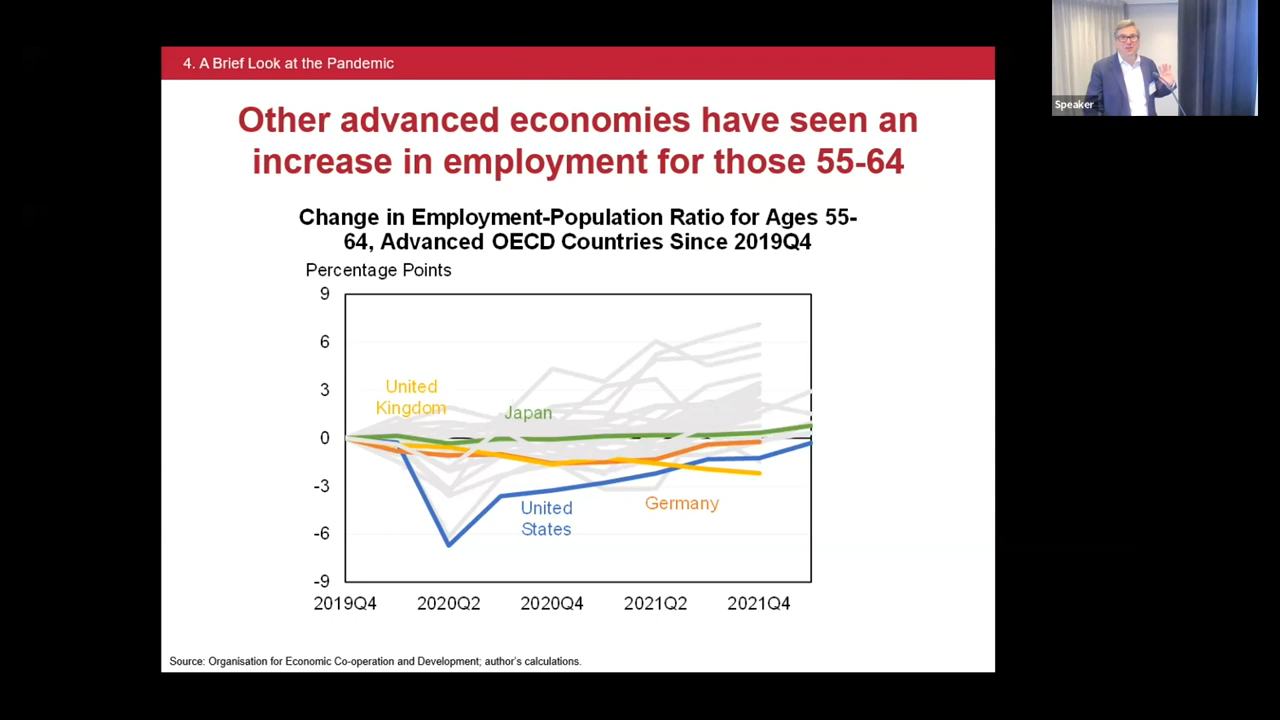 4. A Brief Look at the Pandemic
Speaker
Other advanced economies have seen an
increase in employment for those 55-64
Change in Employment-Population Ratio for Ages 55-
64, Advanced OECD Countries Since 2019Q4
Percentage Points
9
6
3
0
-3
-6
-9
United
Kingdom
Japan
United
States
Germany
2019Q4 2020Q2 2020Q4 2021Q2 2021Q4
Source: Organisation for Economic Co-operation and Development; author's calculations.